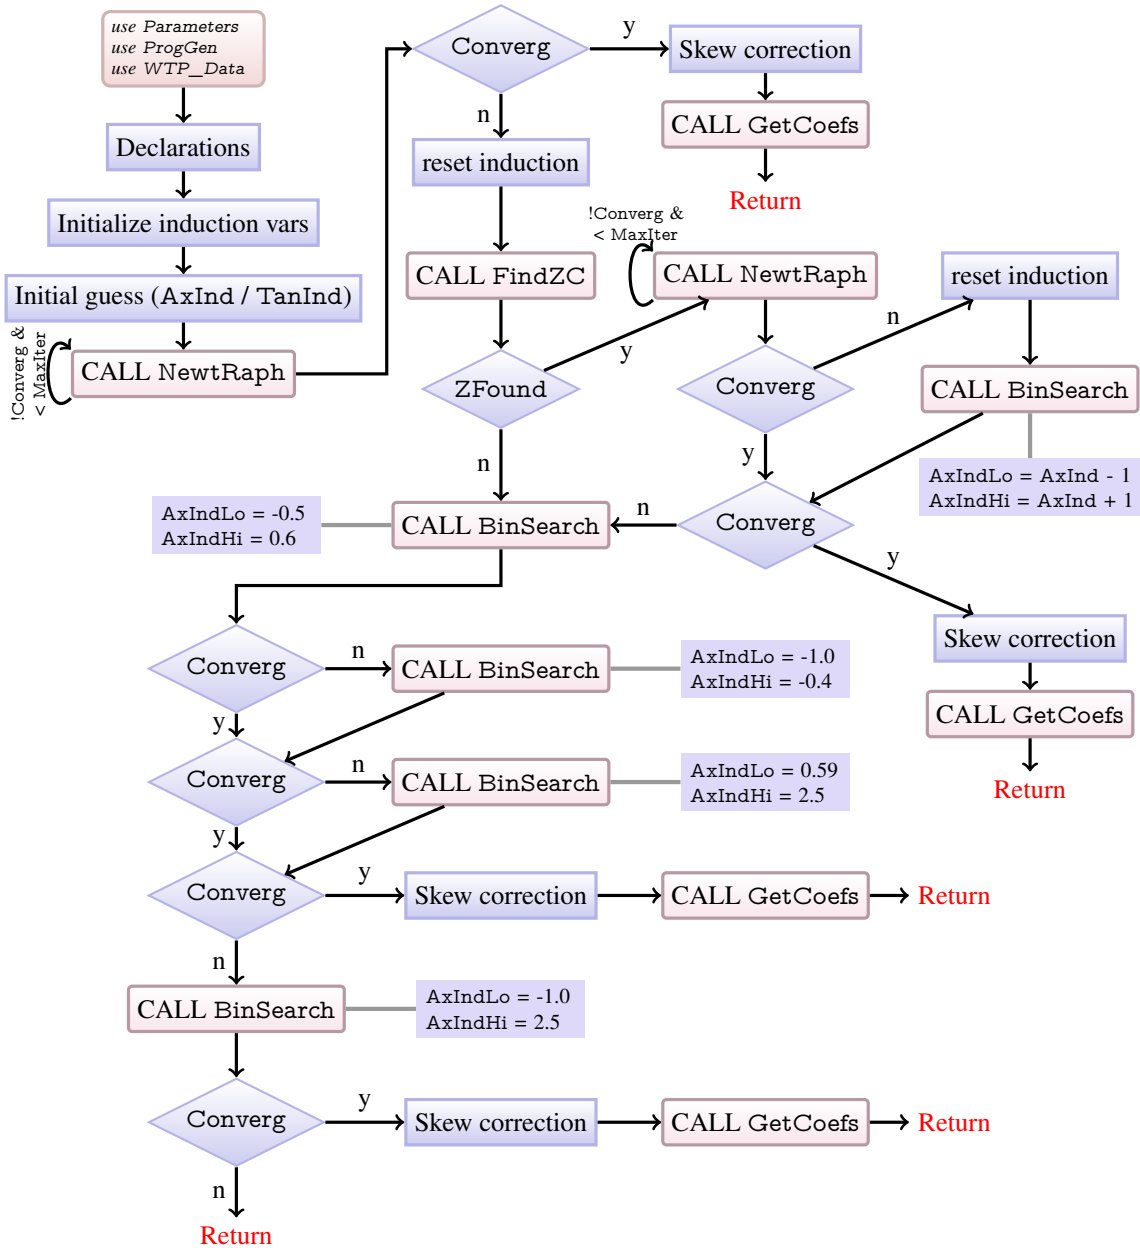 use Parameters
use ProgGen
use WTP_Data
Declarations
Initialize induction vars
Initial guess (AxInd / TanInd)
!Converg &
< MaxIter
CALL NewtRaph
Converg
y
Skew correction
CALL GetCoefs
Return
n
reset induction
CALL FindZC
ZFound
y
!Converg &
< MaxIter
CALL NewtRaph
Converg
n
reset induction
CALL BinSearch
AxIndLo = AxInd - 1
AxIndHi = AxInd + 1
y
Converg
y
Skew correction
CALL GetCoefs
Return
n
n
AxIndLo = -0.5
AxIndHi = 0.6
CALL BinSearch
Converg
n
CALL BinSearch
AxIndLo = -1.0
AxIndHi = -0.4
y
Converg
n
CALL BinSearch
AxIndLo = 0.59
AxIndHi = 2.5
y
Converg
y
Skew correction
CALL GetCoefs
Return
n
CALL BinSearch
AxIndLo = -1.0
AxIndHi = 2.5
Converg
y
Skew correction
CALL GetCoefs
Return
n
Return